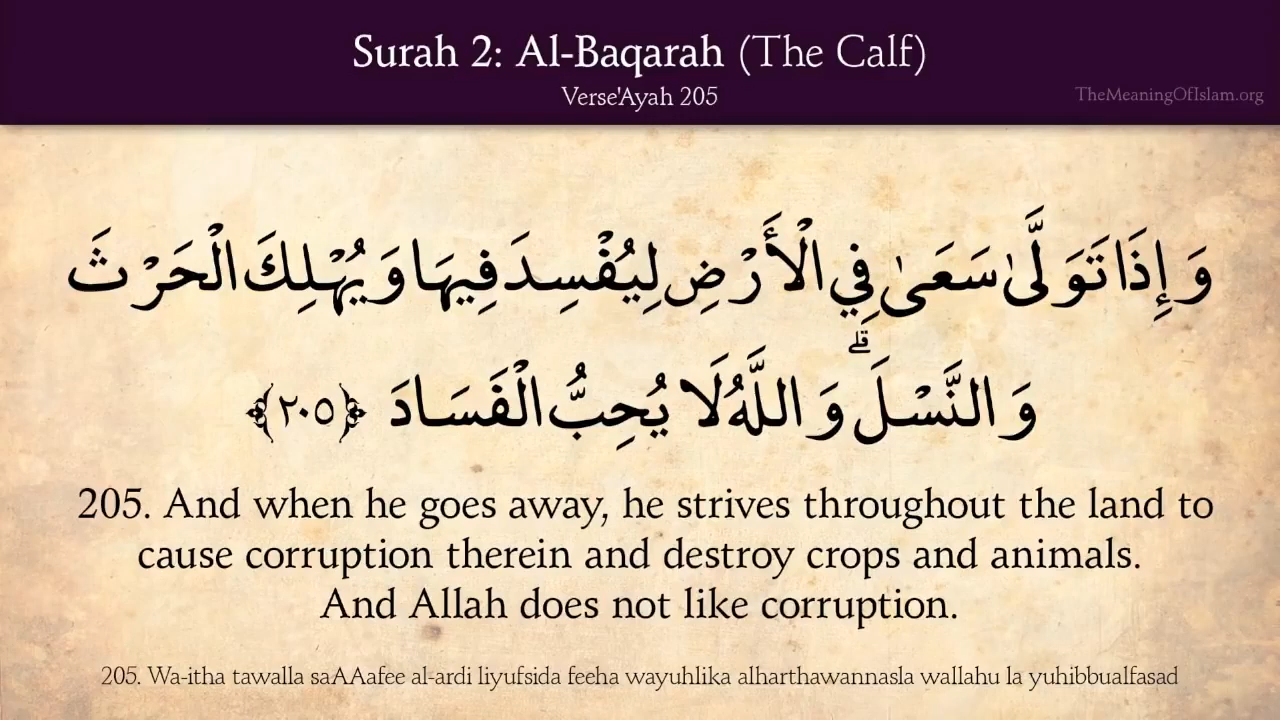 Surah 2: Al-Baqarah (The Calf)
Verse'Ayah 205
TheMeaningOfIslam.org
وَإِذَا تَوَلَّىٰ سَعَىٰ فِي الْأَرْضِ لِيُفْسِدَ فِيهَا وَيُهْلِكَ الْحَرْثَ
وَالنَّسْلَ ۗ وَاللَّهُ لَا يُحِبُّ الْفَسَادَ ﴿٢٠٥﴾
205. And when he goes away, he strives throughout the land to
cause corruption therein and destroy crops and animals.
And Allah does not like corruption.
205. Wa-itha tawalla saAAafee al-ardi liyufsida feeha wayuhlika alharthawannasla wallahu la yuhibbualfasad